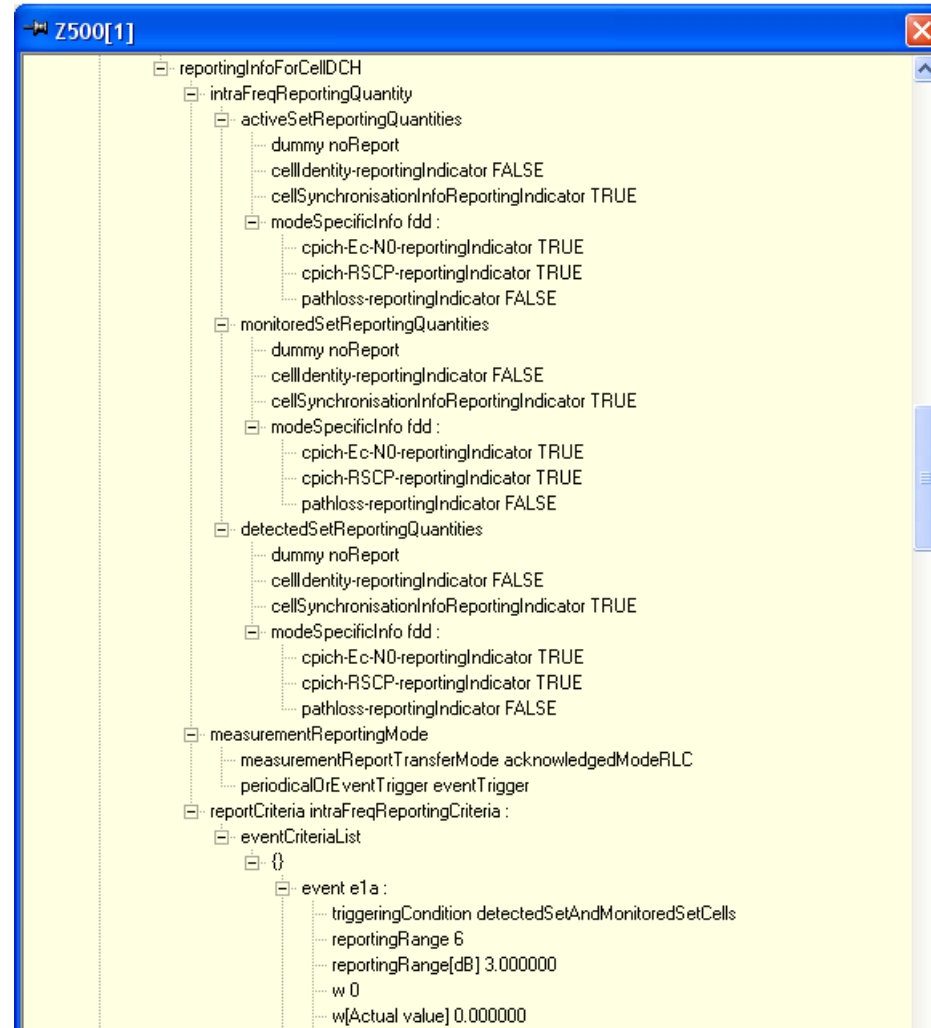 Z500[1]
reportingInfoForCellDCH
intraFreqReportingQuantity
activeSetReportingQuantities
dummy noReport
cellIdentity-reportingIndicator FALSE
cellSynchronisationInfoReportingIndicator TRUE
modeSpecificInfo fdd :
cpich-Ec-N0-reportingIndicator TRUE
cpich-RSCP-reportingIndicator TRUE
pathloss-reportingIndicator FALSE
monitoredSetReportingQuantities
dummy noReport
cellIdentity-reportingIndicator FALSE
cellSynchronisationInfoReportingIndicator TRUE
modeSpecificInfo fdd :
cpich-Ec-N0-reportingIndicator TRUE
cpich-RSCP-reportingIndicator TRUE
pathloss-reportingIndicator FALSE
detectedSetReportingQuantities
dummy noReport
cellIdentity-reportingIndicator FALSE
cellSynchronisationInfoReportingIndicator TRUE
modeSpecificInfo fdd :
cpich-Ec-N0-reportingIndicator TRUE
cpich-RSCP-reportingIndicator TRUE
pathloss-reportingIndicator FALSE
measurementReportingMode
measurementReportTransferMode acknowledgedModeRLC
periodicalOrEventTrigger eventTrigger
reportCriteria intraFreqReportingCriteria :
eventCriteriaList
{}
event e1a :
triggeringCondition detectedSetAndMonitoredSetCells
reportingRange 6
reportingRange[dB] 3.000000
w 0
w[Actual value] 0.000000